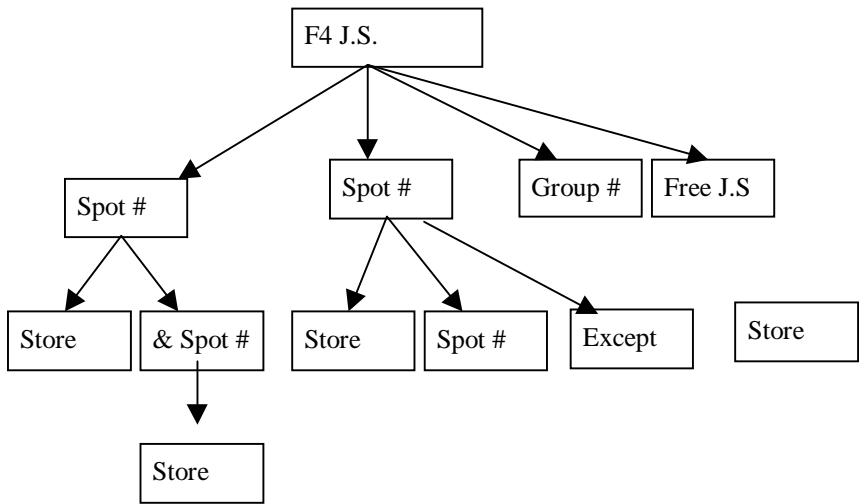 F4 J.S.
Spot #
Spot #
Group #
Free J.S
Store
& Spot #
Store
Spot #
Except
Store
Store